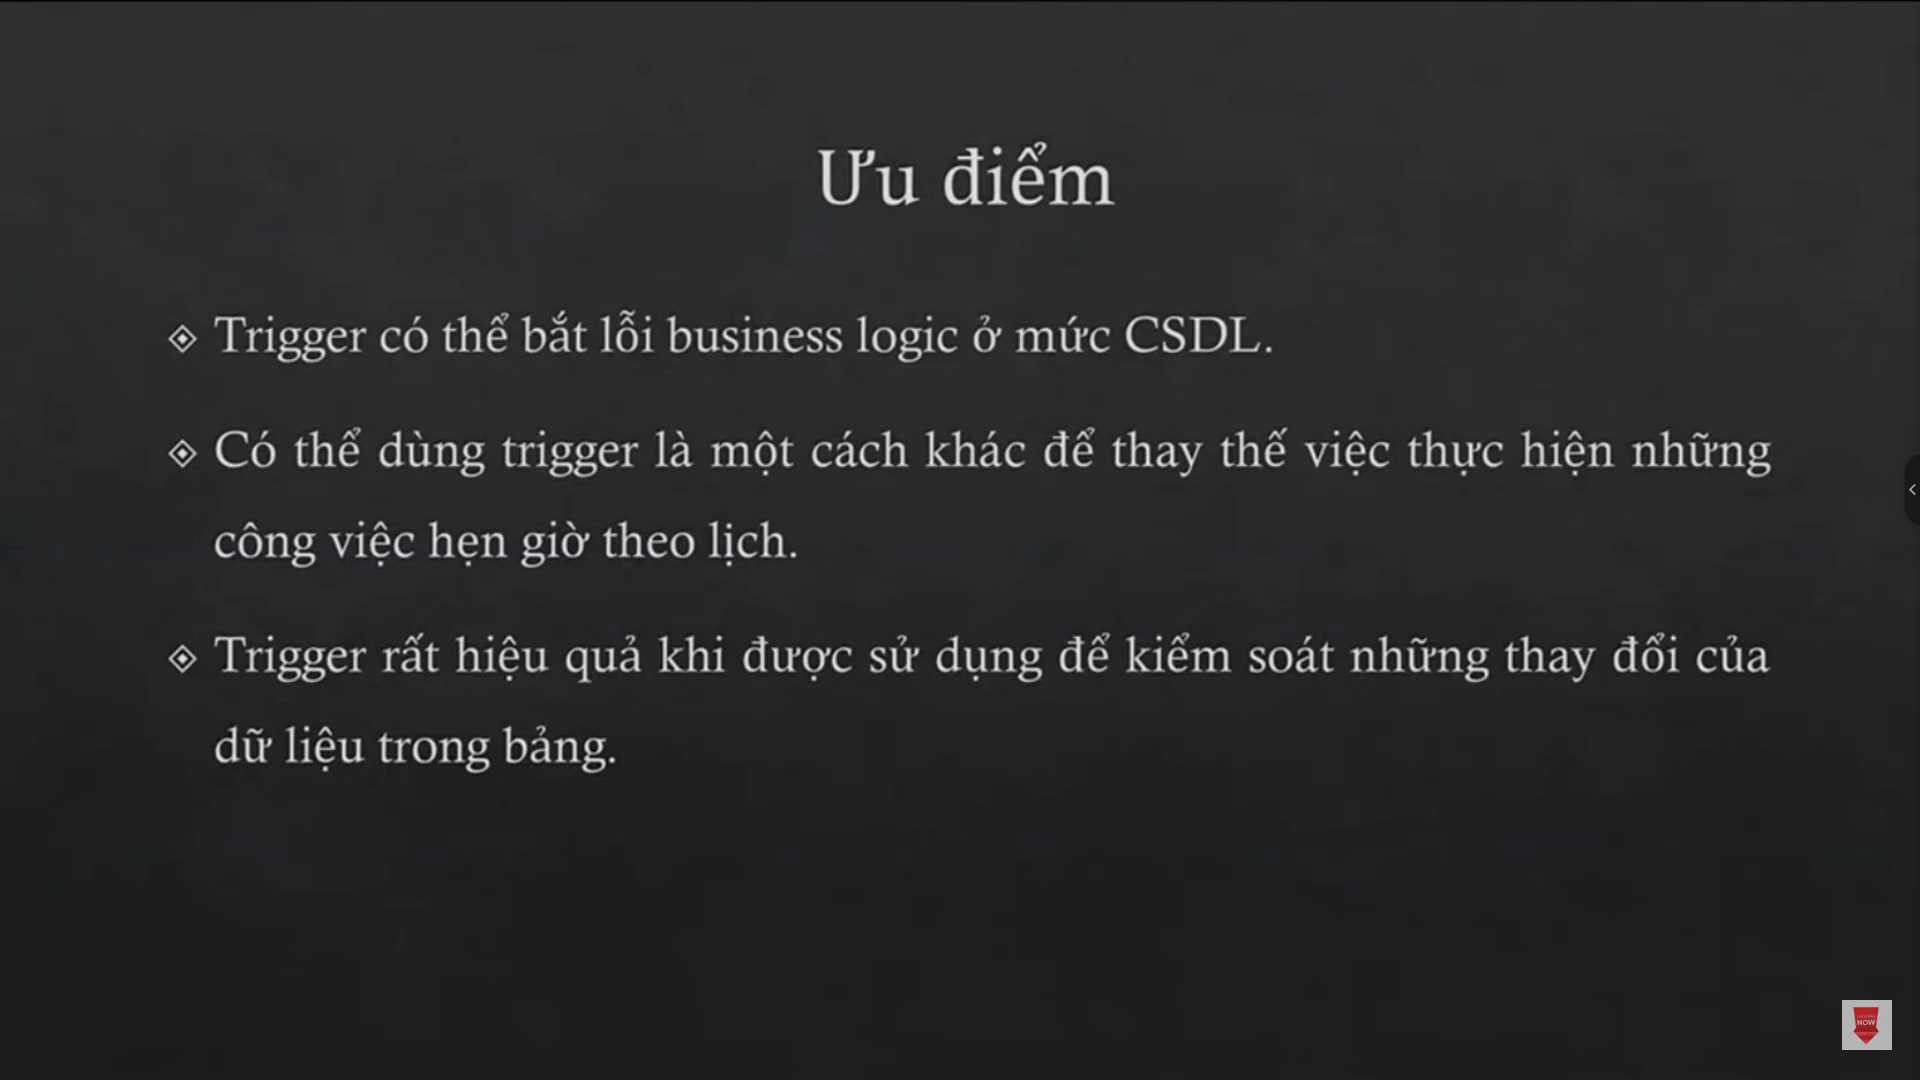 Ưu điểm
Trigger có thể bắt lỗi business logic ở mức CSDL.
Có thể dùng trigger là một cách khác để thay thế việc thực hiện những
công việc hẹn giờ theo lịch.
Trigger rất hiệu quả khi được sử dụng để kiểm soát những thay đổi của
dữ liệu trong bảng.
NOW